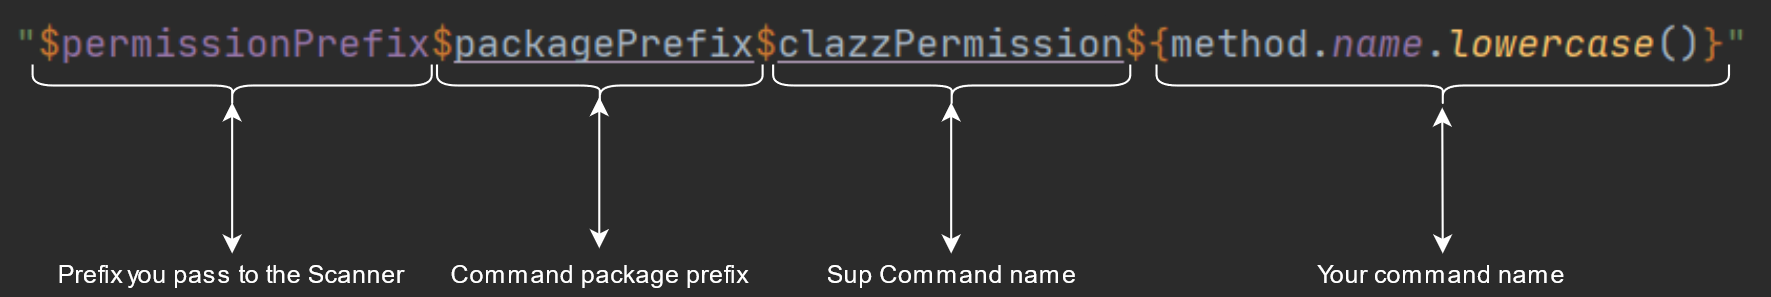 "$permissionPrefix$packagePrefix$clazzPermission${method.name.lowercase()}"
Prefix you pass to the Scanner
Command package prefix
Sup Command name
Your command name